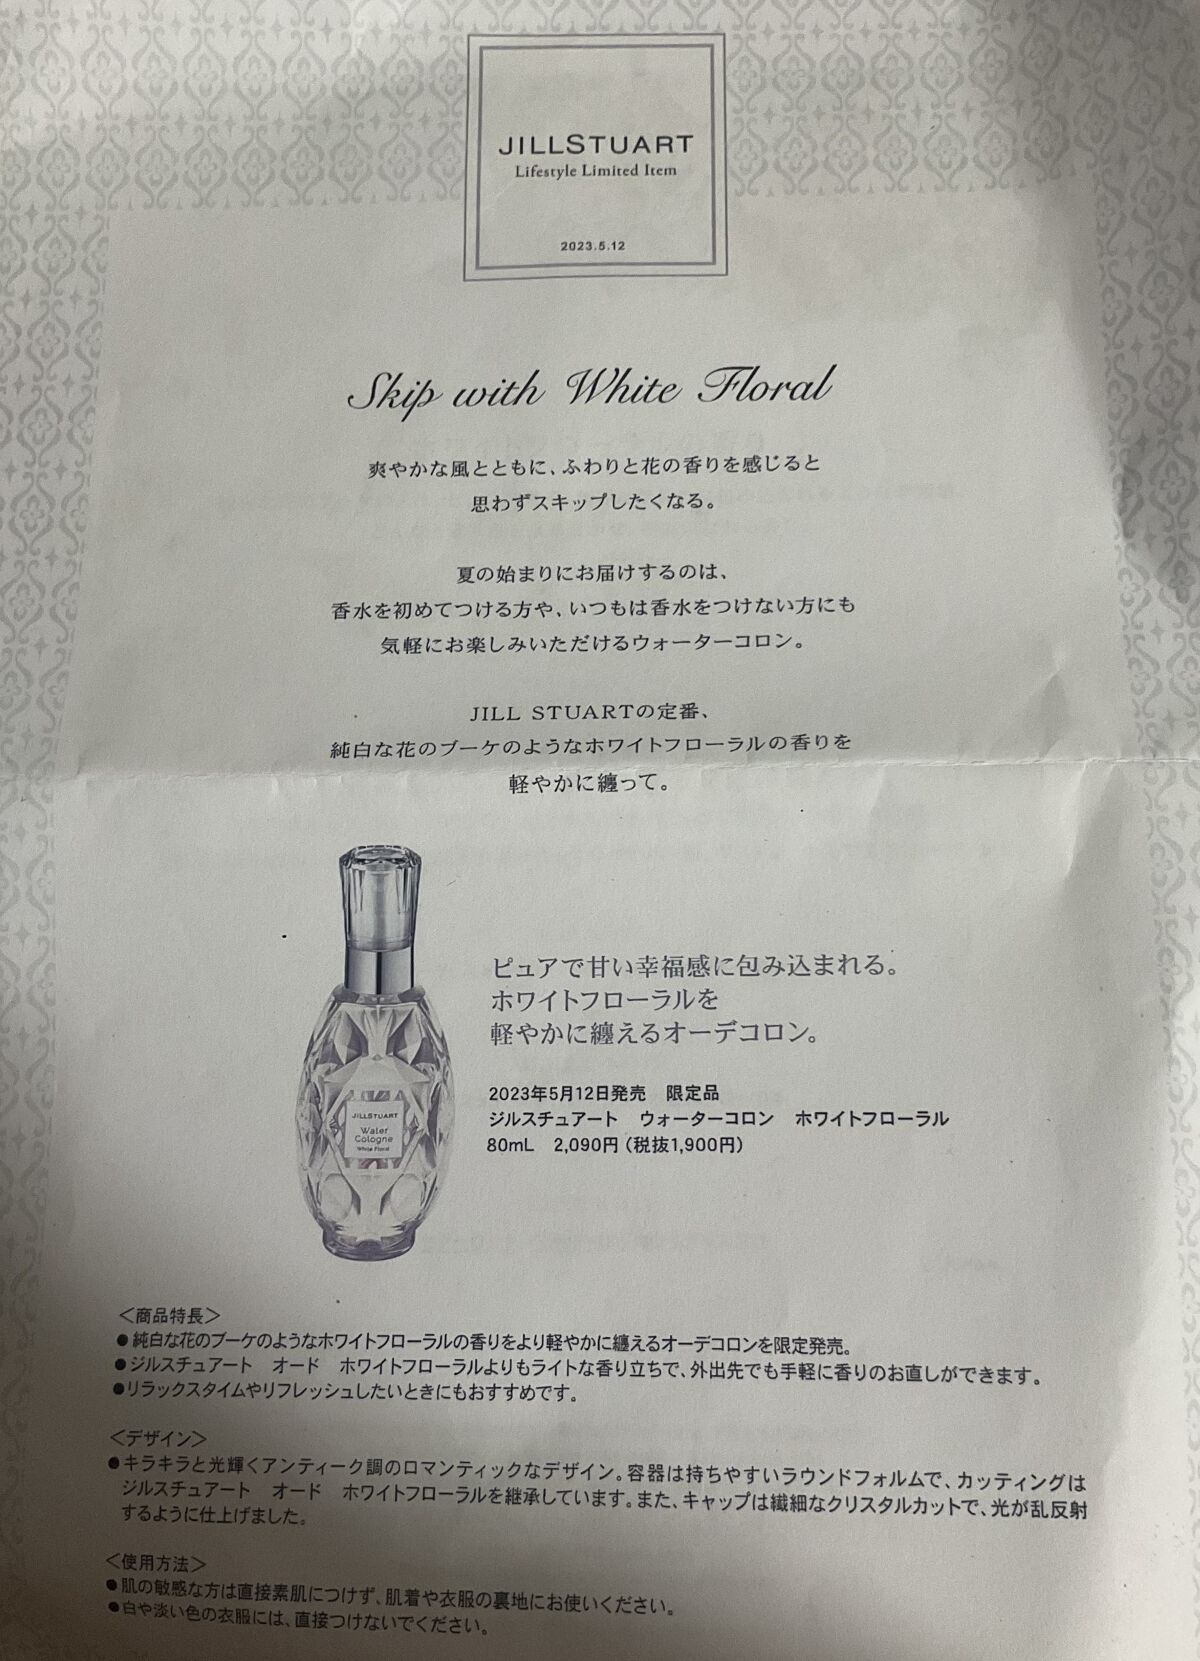 JILLSTUART
Lifestyle Limited Item
2023.5.12
Skip with White Floral
爽やかな風とともに、ふわりと花の香りを感じると
思わずスキップしたくなる。
夏の始まりにお届けするのは、
香水を初めてつける方や、いつもは香水をつけない方にも
気軽にお楽しみいただけるウォーターコロン。
JILL STUARTの定番、
純白な花のブーケのようなホワイトフローラルの香りを
軽やかに纏って。
ピュアで甘い幸福感に包み込まれる。
ホワイトフローラルを
軽やかに纏えるオーデコロン。
2023年5月12日発売　限定品
ジルスチュアート　ウォーターコロン　ホワイトフローラル
80mL　2,090円（税抜1,900円）
JILLSTUART
Water
Cologne
White Floral
＜商品特長＞
●純白な花のブーケのようなホワイトフローラルの香りをより軽やかに纏えるオーデコロンを限定発売。
●ジルスチュアート　オード　ホワイトフローラルよりもライトな香り立ちで、外出先でも手軽に香りのお直しができます。
●リラックスタイムやリフレッシュしたいときにもおすすめです。
＜デザイン＞
●キラキラと光輝くアンティーク調のロマンティックなデザイン。容器は持ちやすいラウンドフォルムで、カッティングは
ジルスチュアート　オード　ホワイトフローラルを継承しています。また、キャップは繊細なクリスタルカットで、光が乱反射
するように仕上げました。
＜使用方法＞
●肌の敏感な方は直接素肌につけず、肌着や衣服の裏地にお使いください。
●白や淡い色の衣服には、直接つけないでください。